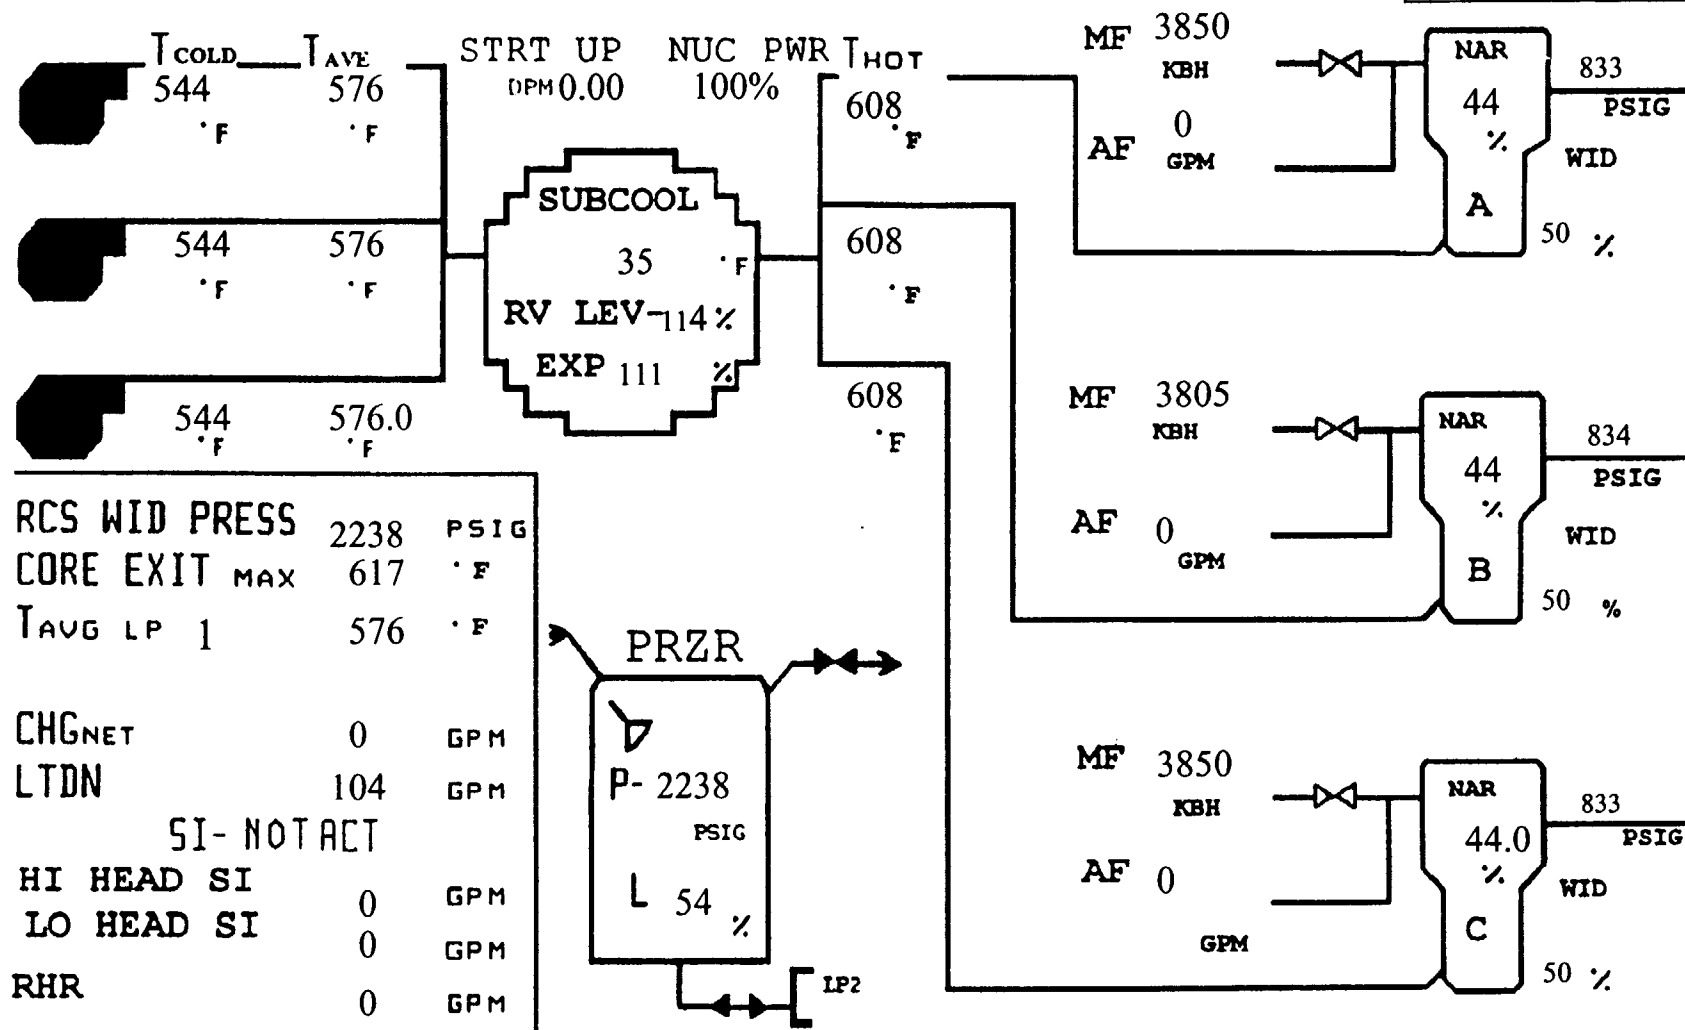 TCOLD TAVE STRT UP NUC PWR THOT
544 576 DPM 0.00 100% 608
°F °F °F
544 576 608
°F °F °F
544 576.0 608
°F °F °F
SUBCOOL
35 °F
RV LEV-114 %
EXP 111 %
RCS WID PRESS 2238 PSIG
CORE EXIT MAX 617 °F
TAVG LP 1 576 °F
CHGNET 0 GPM
LTDN 104 GPM
SI- NOT ACT
HI HEAD SI 0 GPM
LO HEAD SI 0 GPM
RHR 0 GPM
PRZR
P- 2238
PSIG
L 54 %
LP2
MF 3850
KBH
AF 0
GPM
NAR
44
%
A
833
PSIG
WID
50 %
MF 3805
KBH
AF 0
GPM
NAR
44
%
B
834
PSIG
WID
50 %
MF 3850
KBH
AF 0
GPM
NAR
44.0
%
C
833
PSIG
WID
50 %